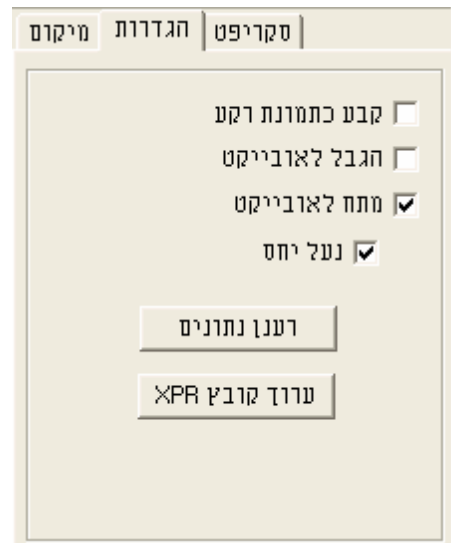 סקריפט הגדרות מיקום
קבע כתמונת רקע
הגבל לאובייקט
מתח לאובייקט
נעל יחס
רענן נתונים
ערוך קובץ XPR